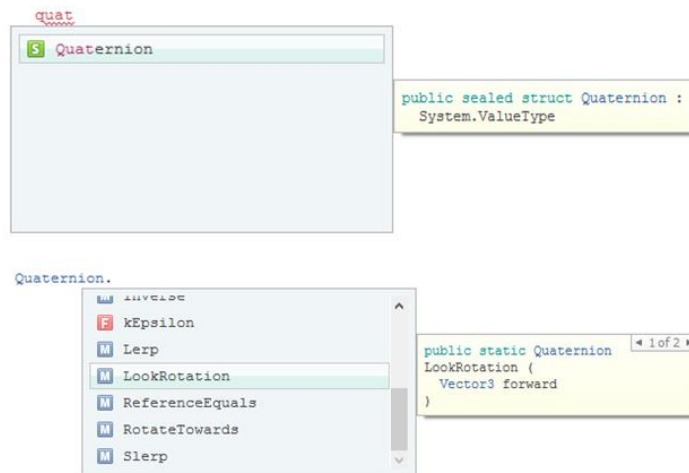 quat
S Quaternion
public sealed struct Quaternion :
System.ValueType
Quaternion.
M Inverse
F kEpsilon
M Lerp
M LookRotation
M ReferenceEquals
M RotateTowards
M Slerp
1 of 2
public static Quaternion
LookRotation (
Vector3 forward
)